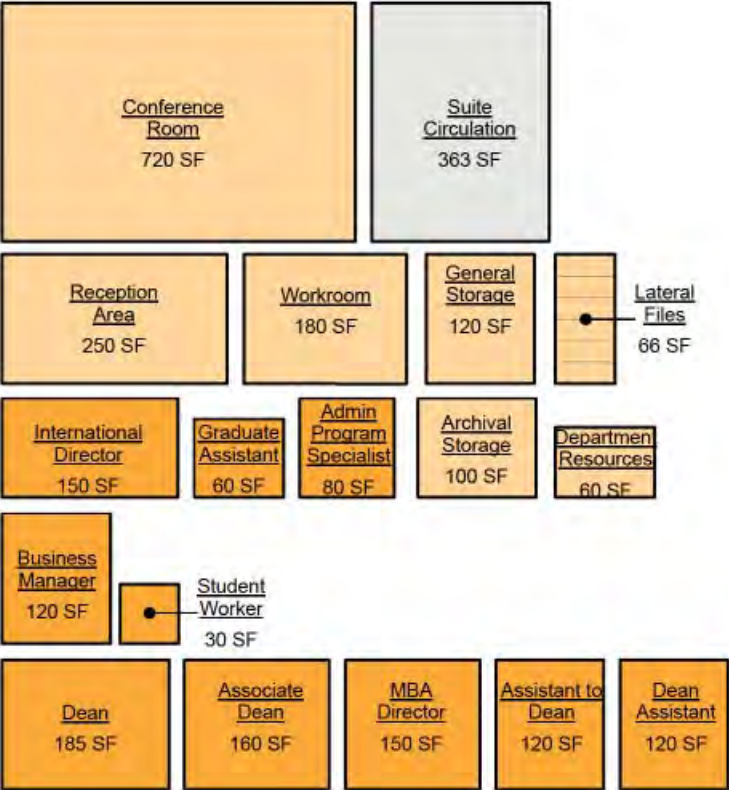 Conference
Room
720 SF
Suite
Circulation
363 SF
Reception
Area
250 SF
Workroom
180 SF
General
Storage
120 SF
Lateral
Files
66 SF
International
Director
150 SF
Graduate
Assistant
60 SF
Admin
Program
Specialist
80 SF
Archival
Storage
100 SF
Department
Resources
60 SF
Business
Manager
120 SF
Student
Worker
30 SF
Dean
185 SF
Associate
Dean
160 SF
MBA
Director
150 SF
Assistant to
Dean
120 SF
Dean
Assistant
120 SF